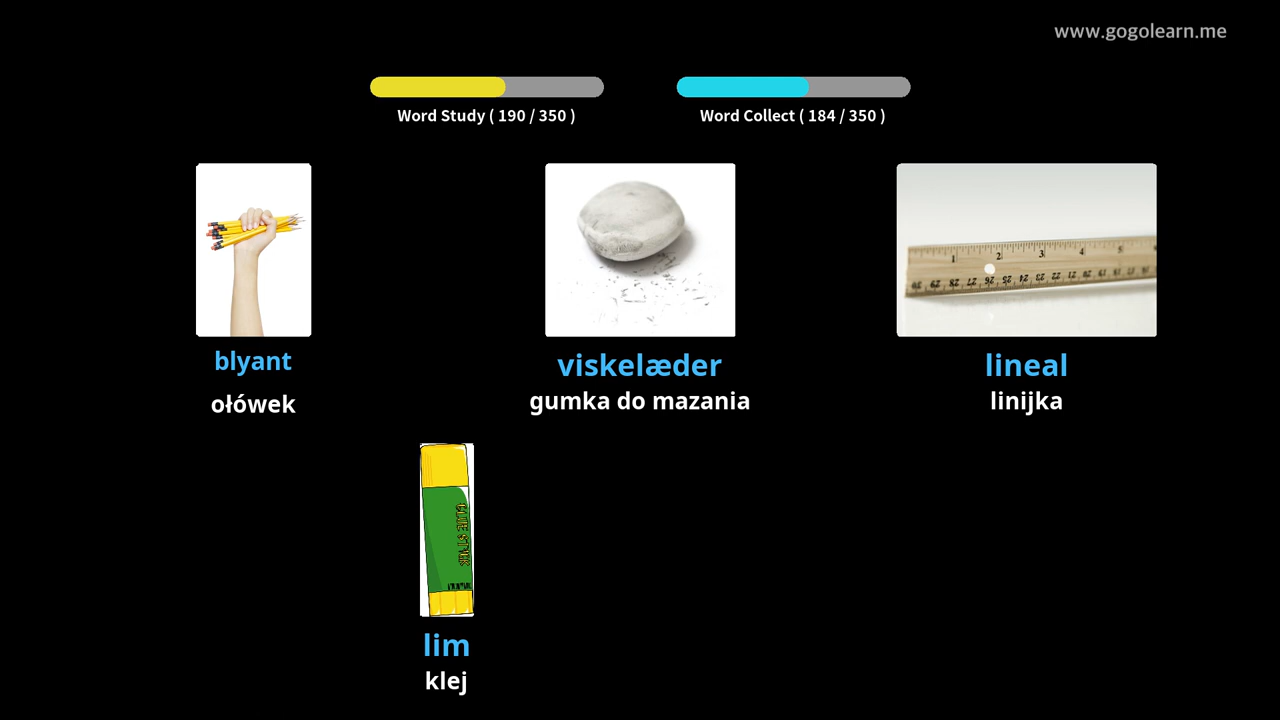 www.gogolearn.me
Word Study ( 190 / 350 )
Word Collect ( 184 / 350 )
blyant
ołówek
viskelæder
gumka do mazania
lineal
linijka
lim
klej